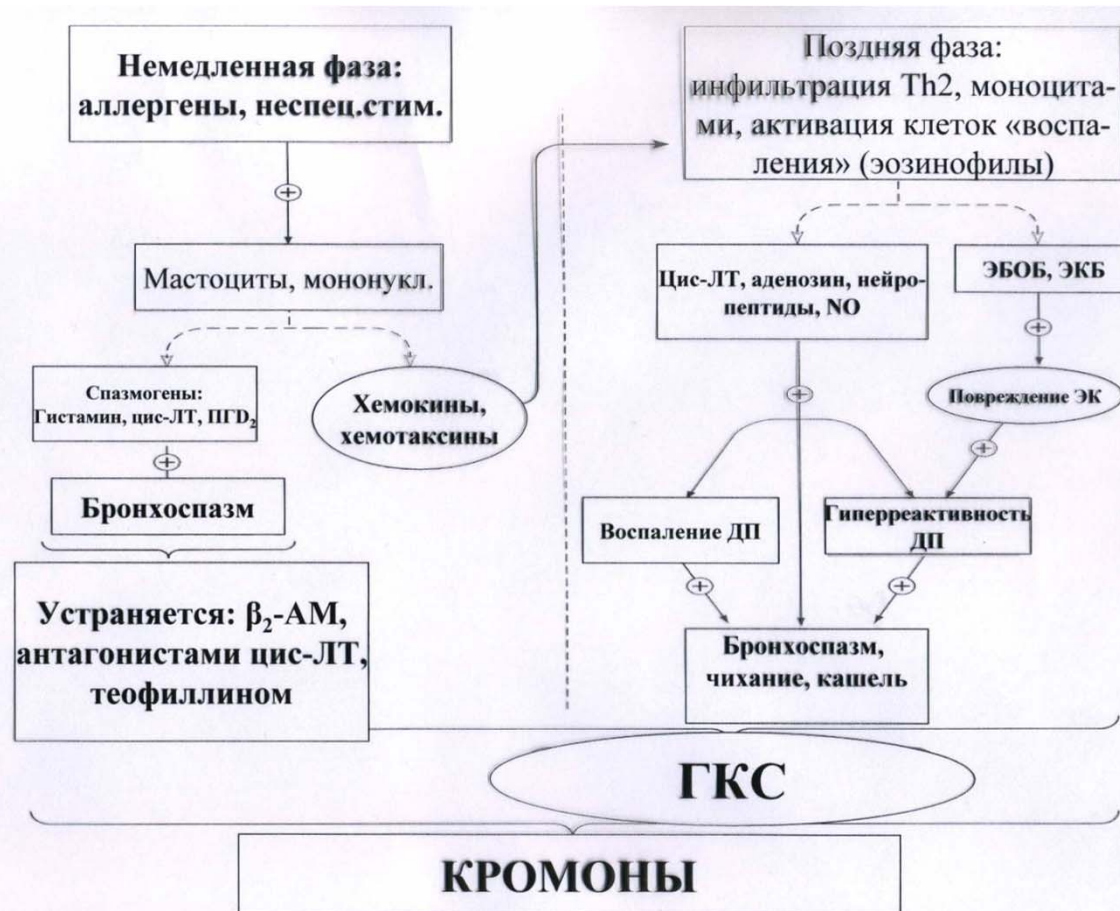 Немедленная фаза:
аллергены, неспец.стим.
Мастоциты, мононукл.
Спазмогены:
Гистамин, цис-ЛТ, ПГD₂
Хемокины,
хемотаксины
Бронхоспазм
Устраняется: β₂-АМ,
антагонистами цис-ЛТ,
теофиллином
Поздняя фаза:
инфильтрация Th2, моноцита-
ми, активация клеток «воспа-
ления» (эозинофилы)
Цис-ЛТ, аденозин, нейро-
пептиды, NO
ЭБОБ, ЭКБ
Повреждение ЭК
Воспаление ДП
Гиперреактивность
ДП
Бронхоспазм,
чихание, кашель
ГКС
КРОМОНЫ